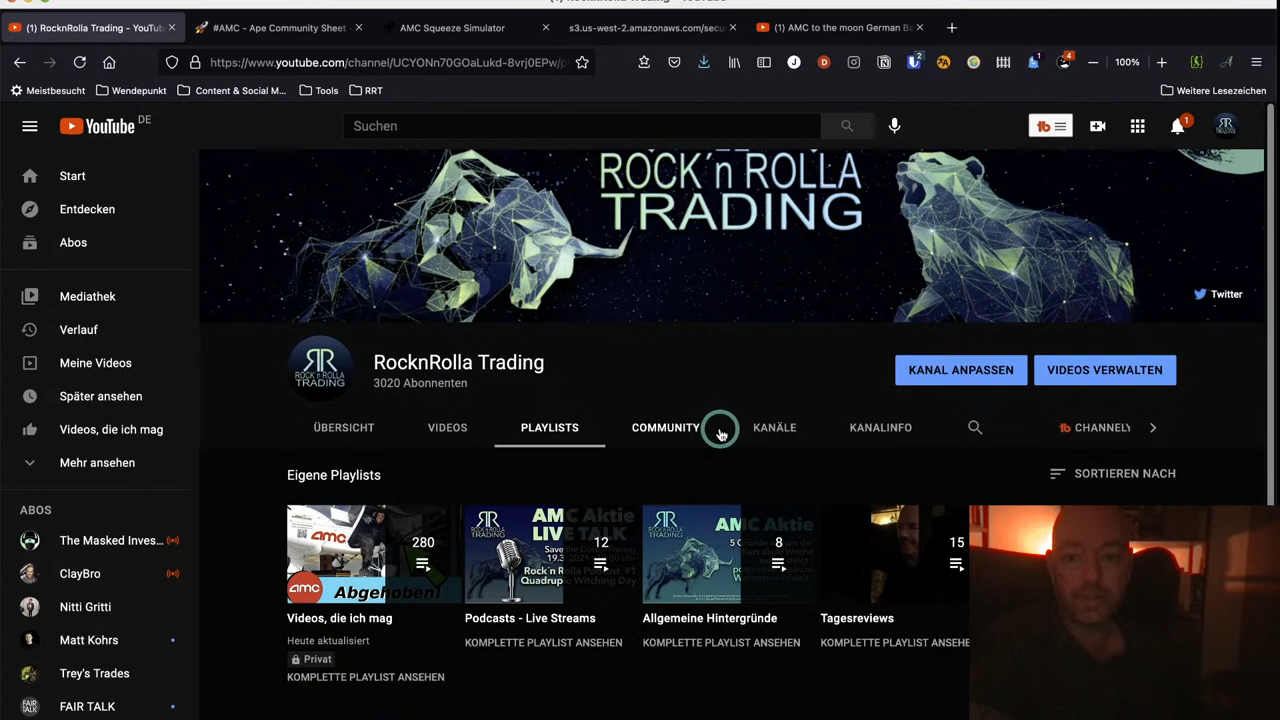 (1) RocknRolla Trading - YouTub
#AMC - Ape Community Sheet
AMC Squeeze Simulator
s3.us-west-2.amazonaws.com/secu
(1) AMC to the moon German Be
https://www.youtube.com/channel/UCYONn70GOaLukd-8vrj0EPw/p
100%
Meistbesucht
Wendepunkt
Content & Social M...
Tools
RRT
Weitere Lesezeichen
YouTube DE
Suchen
1
Start
Entdecken
Abos
Mediathek
Verlauf
Meine Videos
Später ansehen
Videos, die ich mag
Mehr ansehen
ABOS
The Masked Inves...
ClayBro
Nitti Gritti
Matt Kohrs
Trey's Trades
FAIR TALK
ROCK'n ROLLA
TRADING
Twitter
RocknRolla Trading
3020 Abonnenten
KANAL ANPASSEN
VIDEOS VERWALTEN
ÜBERSICHT
VIDEOS
PLAYLISTS
COMMUNITY
KANÄLE
KANALINFO
CHANNELY
Eigene Playlists
SORTIEREN NACH
280
amc
Abgehoben!
Videos, die ich mag
Heute aktualisiert
Privat
KOMPLETTE PLAYLIST ANSEHEN
12
Podcasts - Live Streams
KOMPLETTE PLAYLIST ANSEHEN
8
AMC Aktie
Allgemeine Hintergründe
KOMPLETTE PLAYLIST ANSEHEN
15
Tagesreviews
KOMPLETTE PLAYLIST ANSEHEN